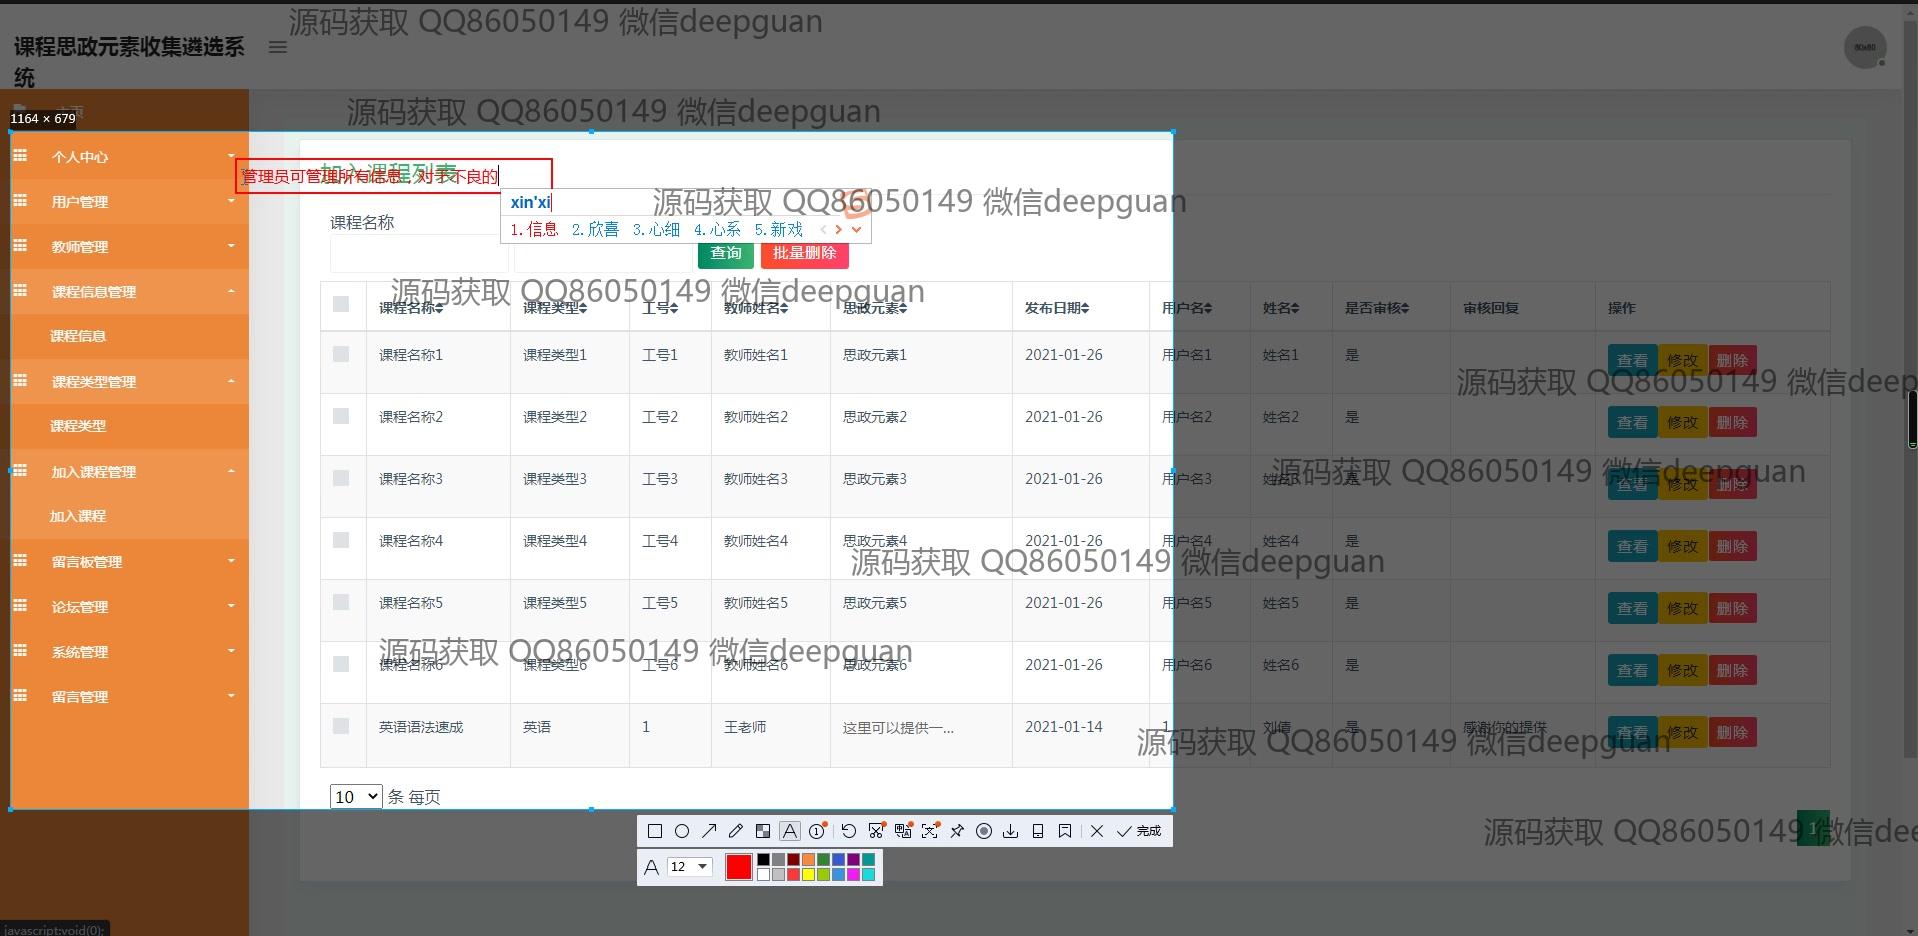 源码获取 QQ86050149 微信deepguan
课程思政元素收集遴选系
统
80x80
主页
源码获取 QQ86050149 微信deepguan
1164 × 679
个人中心
加入课程列表
管理员可管理所有信息，对于不良的
用户管理
xin'xi
源码获取 QQ86050149 微信deepguan
课程名称
1.信息 2.欣喜 3.心细 4.心系 5.新戏
教师管理
查询 批量删除
课程信息管理
源码获取 QQ86050149 微信deepguan
课程名称 课程类型 工号 教师姓名 思政元素 发布日期 用户名 姓名 是否审核 审核回复 操作
课程信息
课程名称1 课程类型1 工号1 教师姓名1 思政元素1 2021-01-26 用户名1 姓名1 是 查看 修改 删除
课程类型管理
源码获取 QQ86050149 微信deep
课程名称2 课程类型2 工号2 教师姓名2 思政元素2 2021-01-26 用户名2 姓名2 是 查看 修改 删除
课程类型
加入课程管理
源码获取 QQ86050149 微信deepguan
课程名称3 课程类型3 工号3 教师姓名3 思政元素3 2021-01-26 用户名3 姓名3 是 查看 修改 删除
加入课程
课程名称4 课程类型4 工号4 教师姓名4 思政元素4 2021-01-26 用户名4 姓名4 是 查看 修改 删除
留言板管理
源码获取 QQ86050149 微信deepguan
课程名称5 课程类型5 工号5 教师姓名5 思政元素5 2021-01-26 用户名5 姓名5 是 查看 修改 删除
论坛管理
系统管理
源码获取 QQ86050149 微信deepguan
课程名称6 课程类型6 工号6 教师姓名6 思政元素6 2021-01-26 用户名6 姓名6 是 查看 修改 删除
留言管理
英语语法速成 英语 1 王老师 这里可以提供一... 2021-01-14 1 刘倩 是 感谢你的提供 查看 修改 删除
源码获取 QQ86050149 微信deepguan
10 条 每页
完成
源码获取 QQ86050149 微信dee
1
A 12
javascript:void(0);